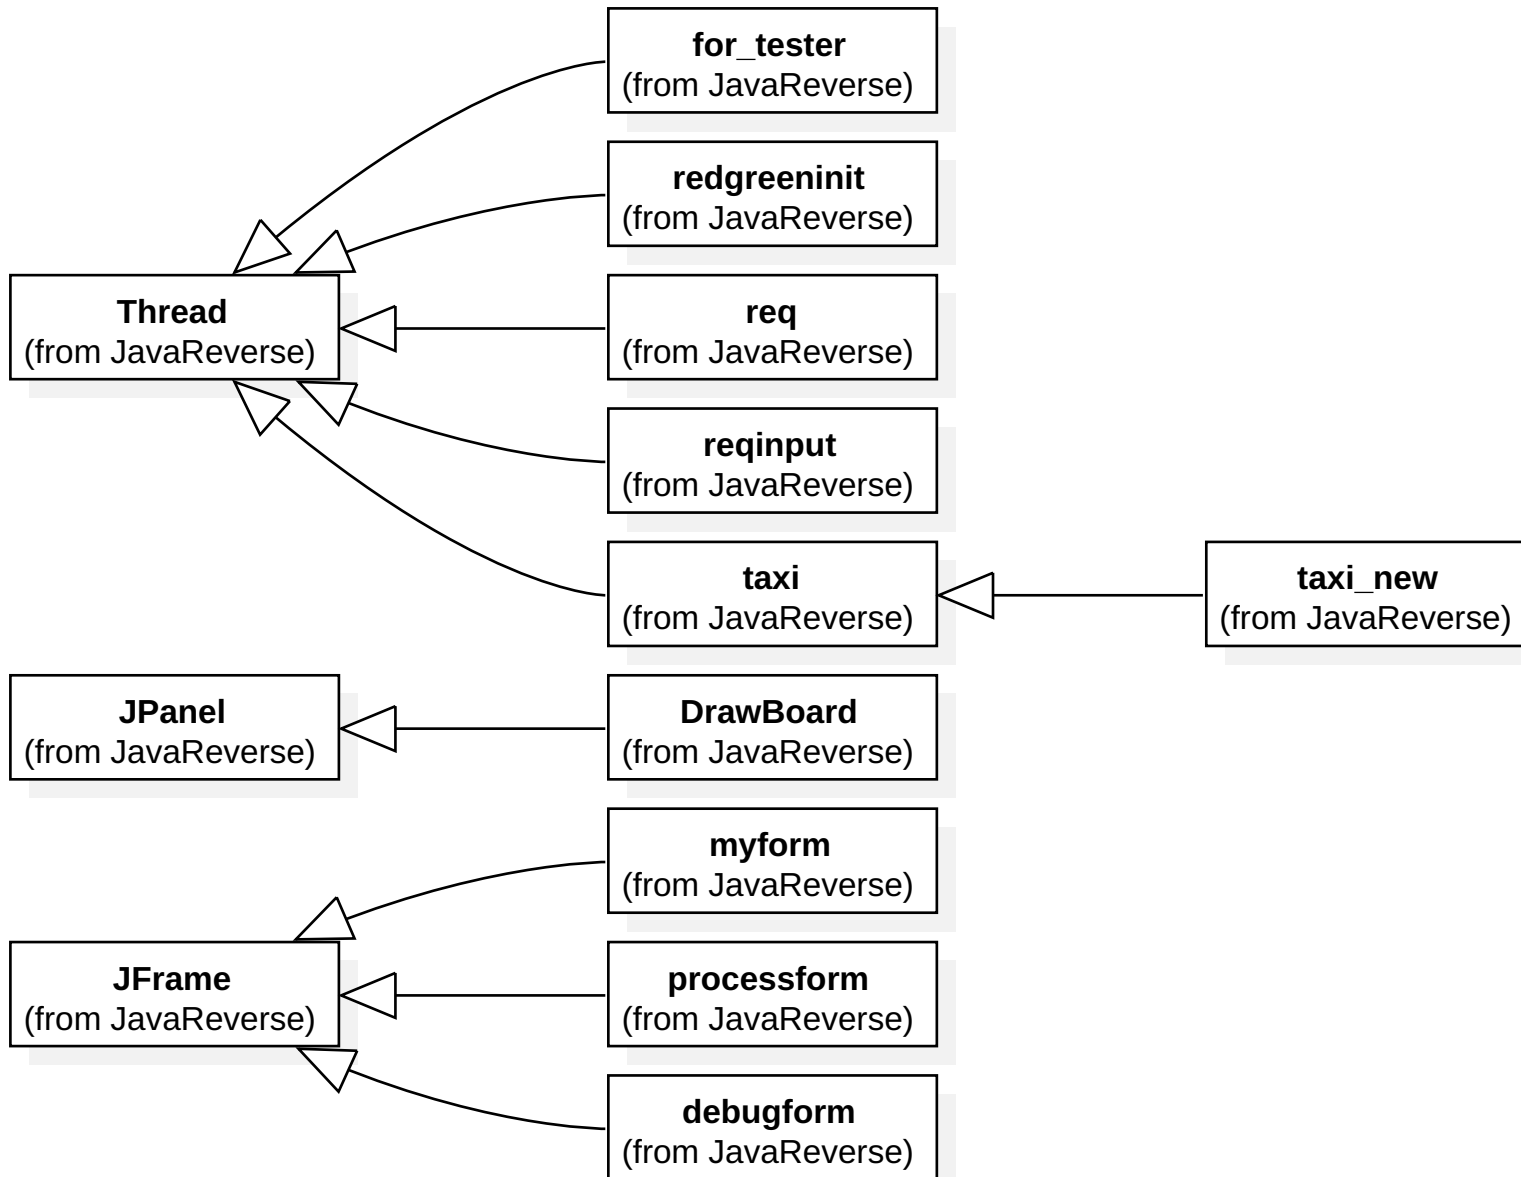 for_tester
(from JavaReverse)
redgreeninit
(from JavaReverse)
Thread
(from JavaReverse)
req
(from JavaReverse)
reqinput
(from JavaReverse)
taxi
(from JavaReverse)
taxi_new
(from JavaReverse)
JPanel
(from JavaReverse)
DrawBoard
(from JavaReverse)
myform
(from JavaReverse)
JFrame
(from JavaReverse)
processform
(from JavaReverse)
debugform
(from JavaReverse)